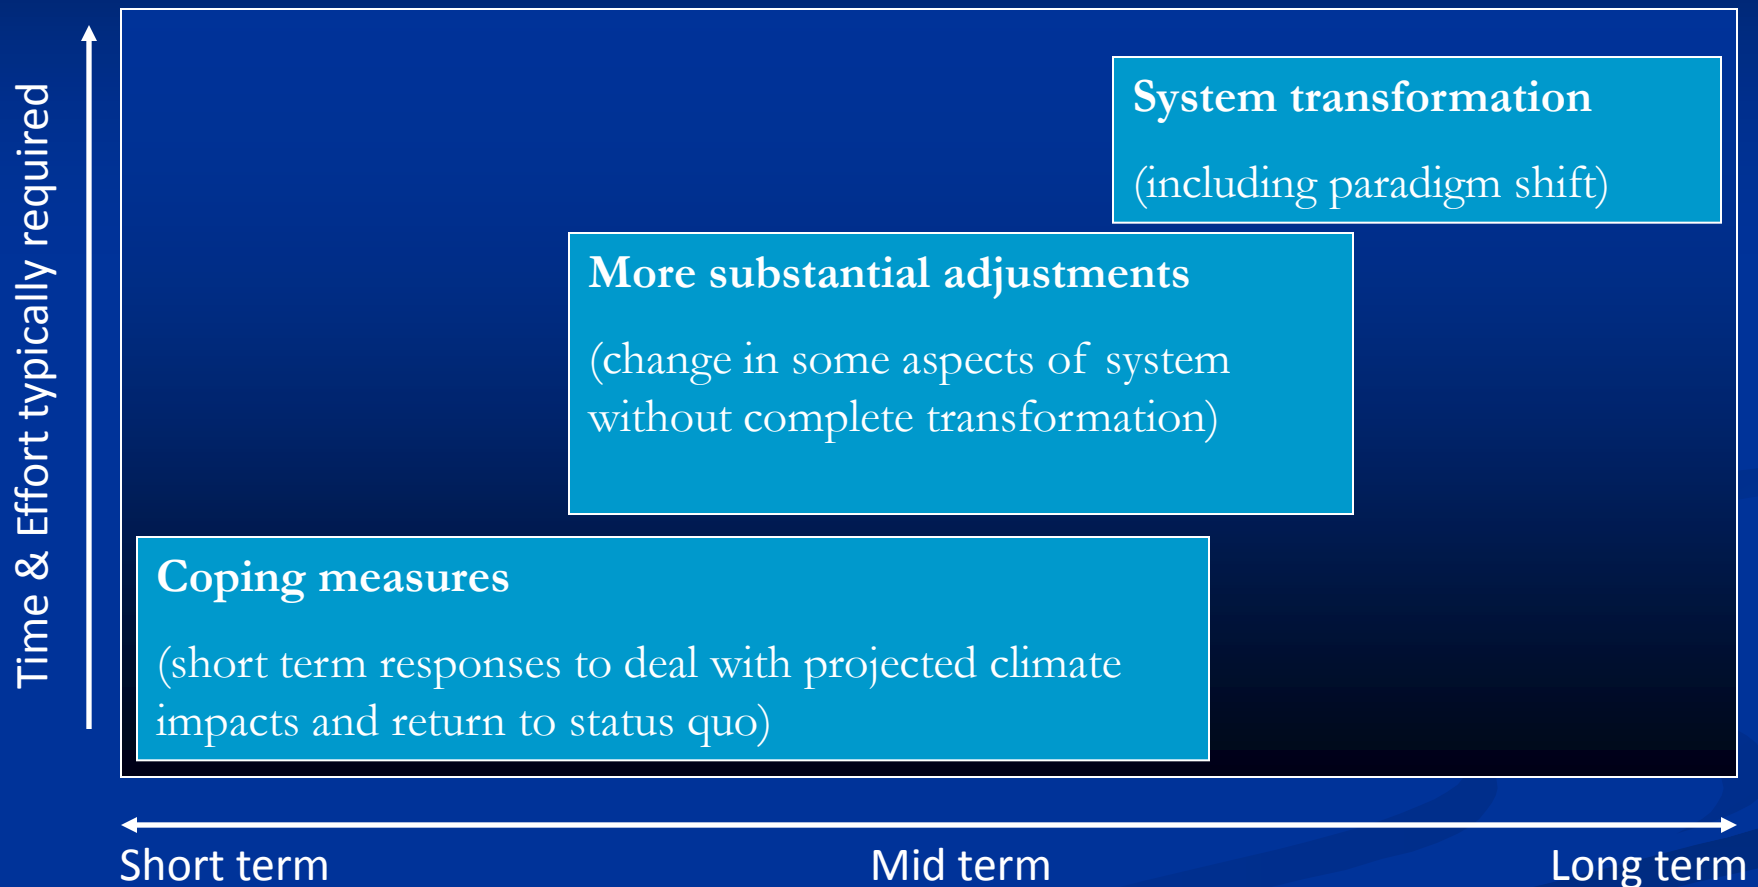 Time & Effort typically required
System transformation
(including paradigm shift)
More substantial adjustments
(change in some aspects of system
without complete transformation)
Coping measures
(short term responses to deal with projected climate
impacts and return to status quo)
Short term
Mid term
Long term